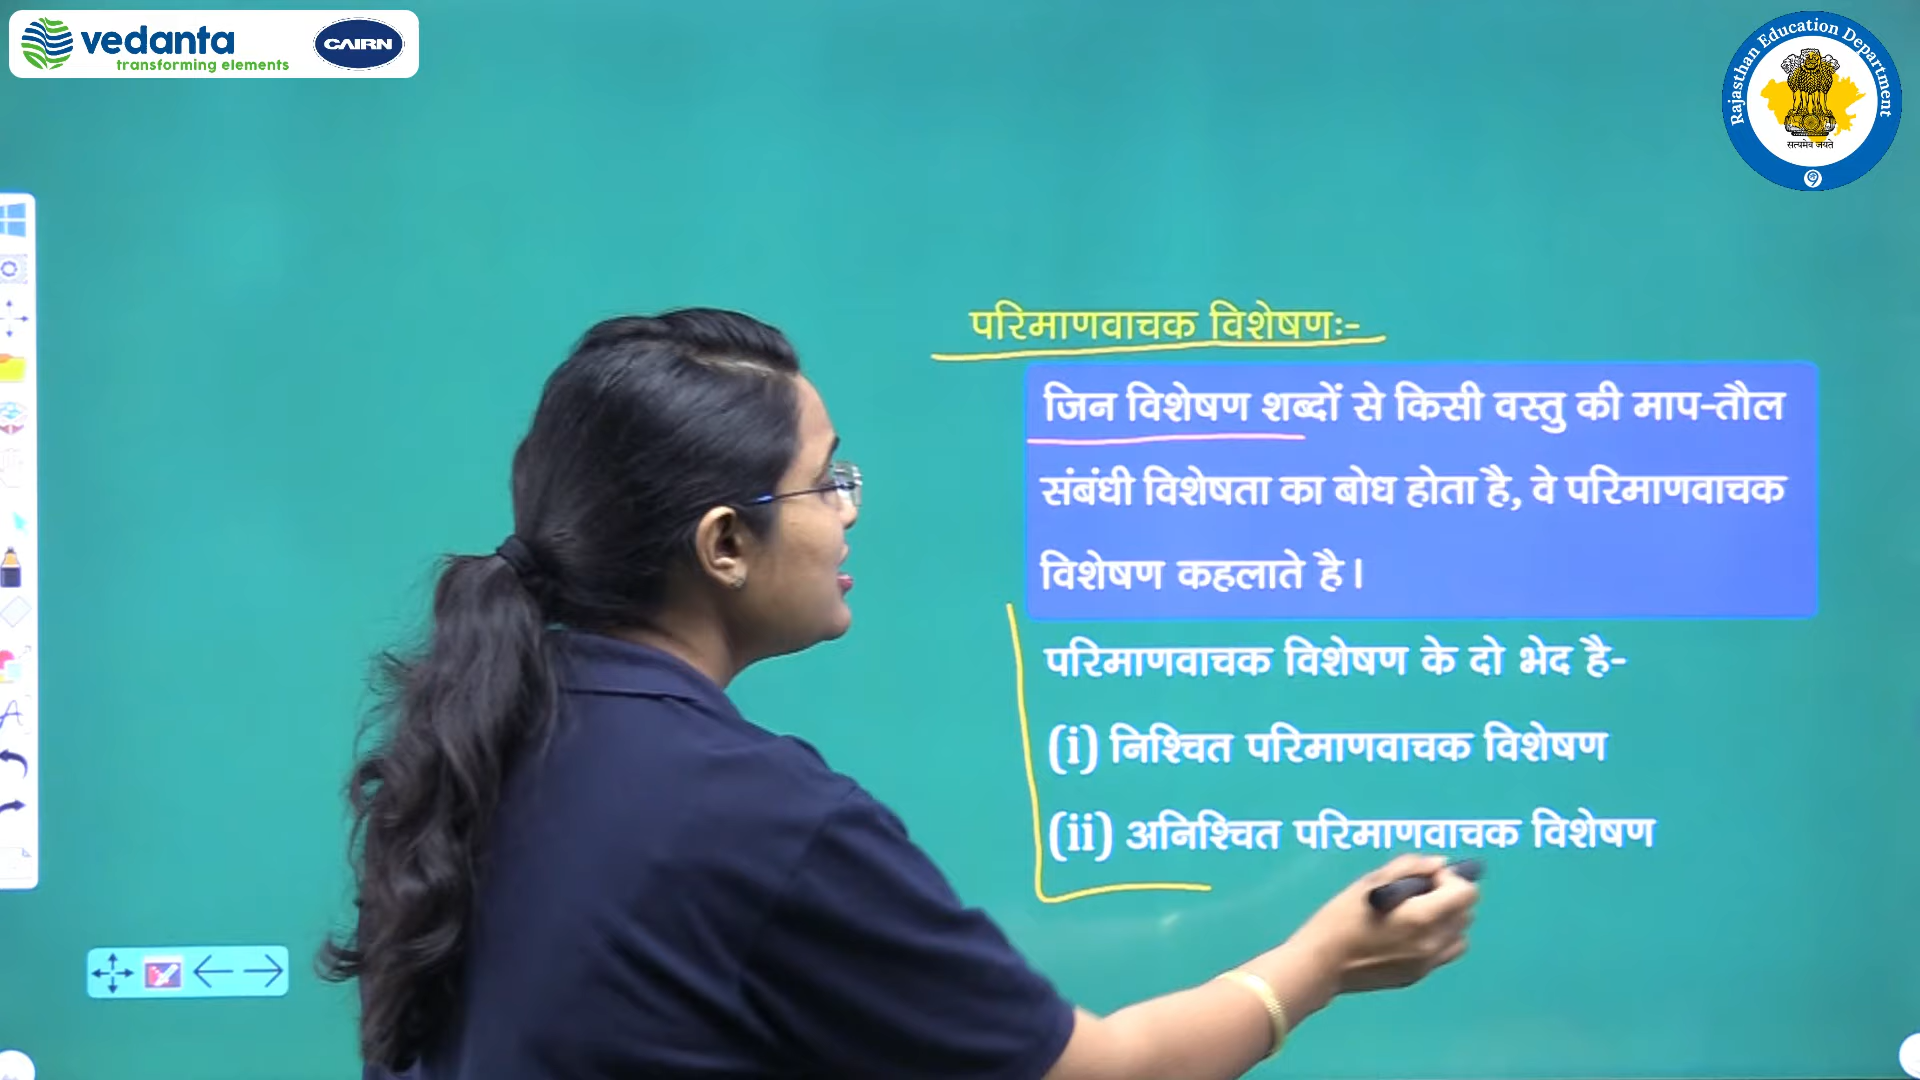 vedanta
transforming elements
CAIRN
Rajasthan Education Department
सत्यमेव जयते
परिमाणवाचक विशेषणः-
जिन विशेषण शब्दों से किसी वस्तु की माप-तौल
संबंधी विशेषता का बोध होता है, वे परिमाणवाचक
विशेषण कहलाते है।
परिमाणवाचक विशेषण के दो भेद है-
(i) निश्चित परिमाणवाचक विशेषण
(ii) अनिश्चित परिमाणवाचक विशेषण